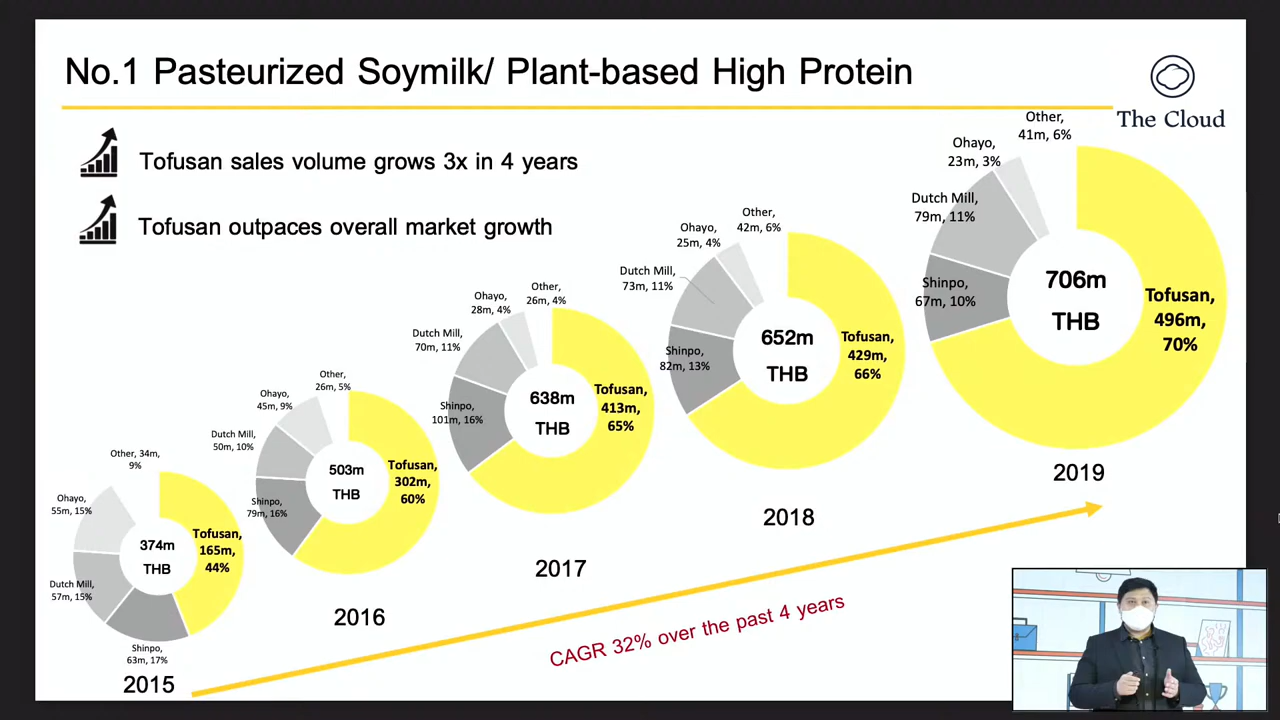 No.1 Pasteurized Soymilk/ Plant-based High Protein
The Cloud
Tofusan sales volume grows 3x in 4 years
Tofusan outpaces overall market growth
Other, 34m,
9%
Ohayo,
55m, 15%
Dutch Mill,
57m, 15%
Shinpo,
63m, 17%
Tofusan,
165m,
44%
374m
THB
2015
Other,
26m, 5%
Ohayo,
45m, 9%
Dutch Mill,
50m, 10%
Shinpo,
79m, 16%
Tofusan,
302m,
60%
503m
THB
2016
Other,
26m, 4%
Ohayo,
28m, 4%
Dutch Mill,
70m, 11%
Shinpo,
101m, 16%
Tofusan,
413m,
65%
638m
THB
2017
Other,
42m, 6%
Ohayo,
25m, 4%
Dutch Mill,
73m, 11%
Shinpo,
82m, 13%
Tofusan,
429m,
66%
652m
THB
2018
Other,
41m, 6%
Ohayo,
23m, 3%
Dutch Mill,
79m, 11%
Shinpo,
67m, 10%
Tofusan,
496m,
70%
706m
THB
2019
CAGR 32% over the past 4 years